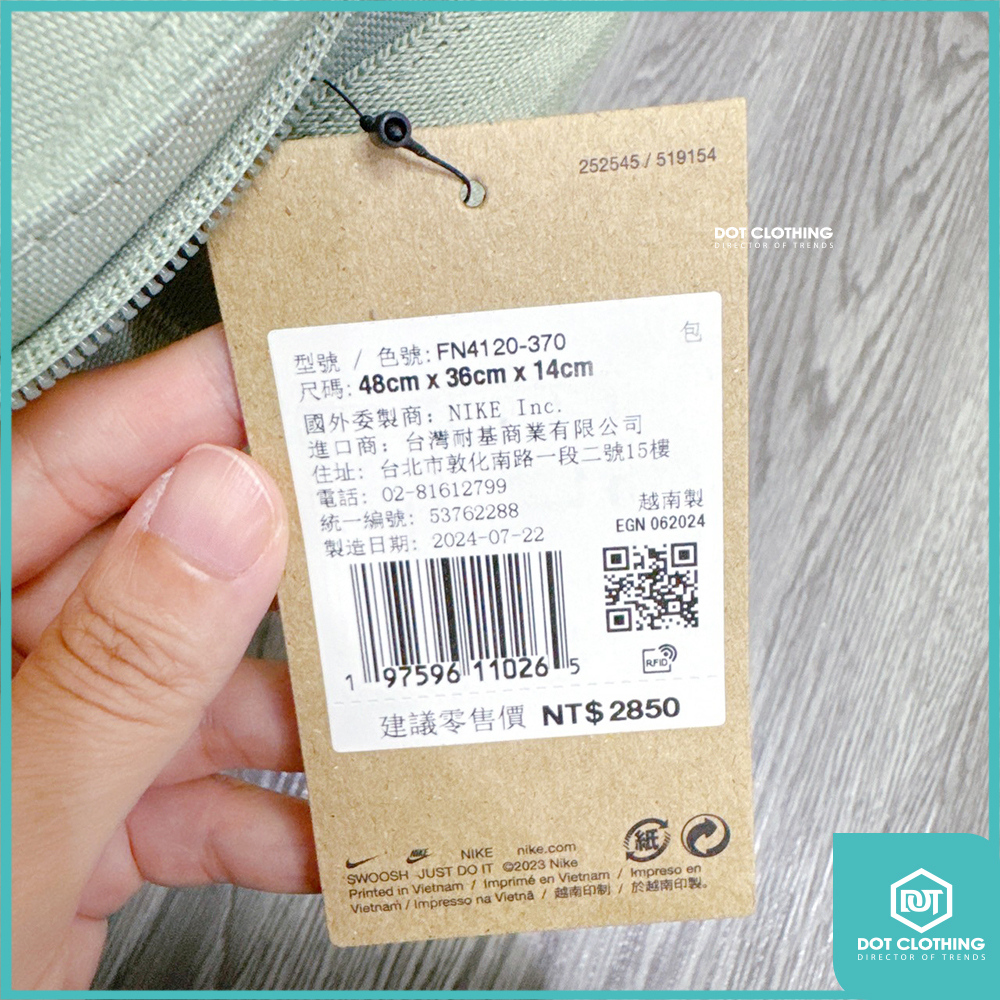 252545 / 519154
DOT CLOTHING
DIRECTOR OF TRENDS
包
型號 / 色號: FN4120-370
尺碼: 48cm x 36cm x 14cm
國外委製商: NIKE Inc.
進口商: 台灣耐基商業有限公司
住址: 台北市敦化南路一段二號15樓
電話: 02-81612799
統一編號: 53762288
製造日期: 2024-07-22
越南製
EGN 062024
1 97596 11026 5
RFID
建議零售價 NT$ 2850
紙
NIKE nike.com
SWOOSH JUST DO IT ©2023 Nike
Printed in Vietnam / Imprimé en Vietnam / Impreso en
Vietnam / Impresso na Vietnã / 越南印制 / 於越南印製。
DOT
DOT CLOTHING
DIRECTOR OF TRENDS